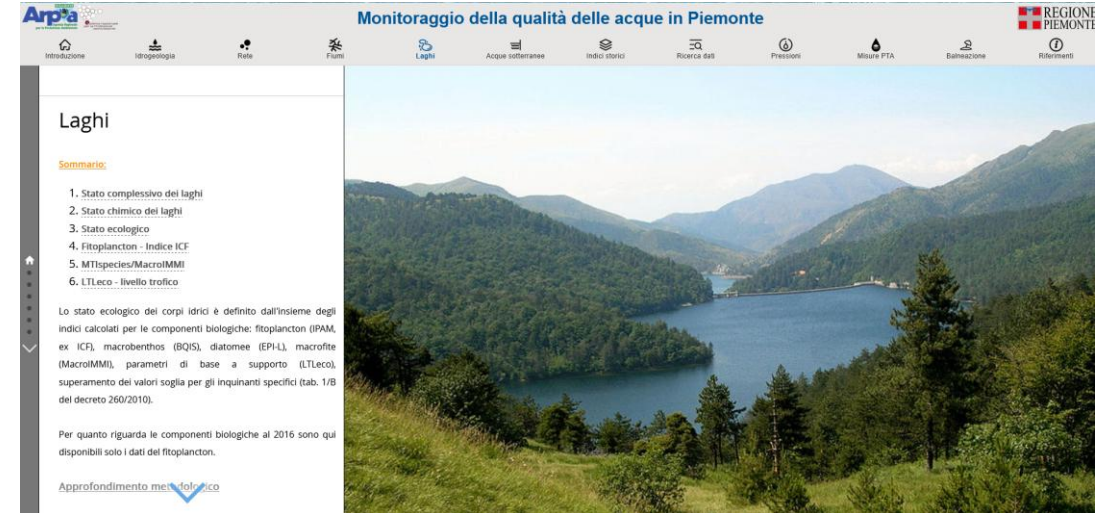 Arpa
Monitoraggio della qualità delle acque in Piemonte
REGIONE
PIEMONTE
Introduzione
Idrogeologia
Rete
Fiumi
Laghi
Acque sotterranee
Indici storici
Ricerca dati
Pressioni
Misure PTA
Balneazione
Riferimenti
Laghi
Sommario:
1. Stato complessivo dei laghi
2. Stato chimico dei laghi
3. Stato ecologico
4. Fitoplancton - Indice ICF
5. MTIspecies/MacroIMMI
6. LTLeco - livello trofico
Lo stato ecologico dei corpi idrici è definito dall'insieme degli
indici calcolati per le componenti biologiche: fitoplancton (IPAM,
ex ICF), macrobenthos (BQIS), diatomee (EPI-L), macrofite
(MacroIMMI), parametri di base a supporto (LTLeco),
superamento dei valori soglia per gli inquinanti specifici (tab. 1/B
del decreto 260/2010).
Per quanto riguarda le componenti biologiche al 2016 sono qui
disponibili solo i dati del fitoplancton.
Approfondimento metodologico